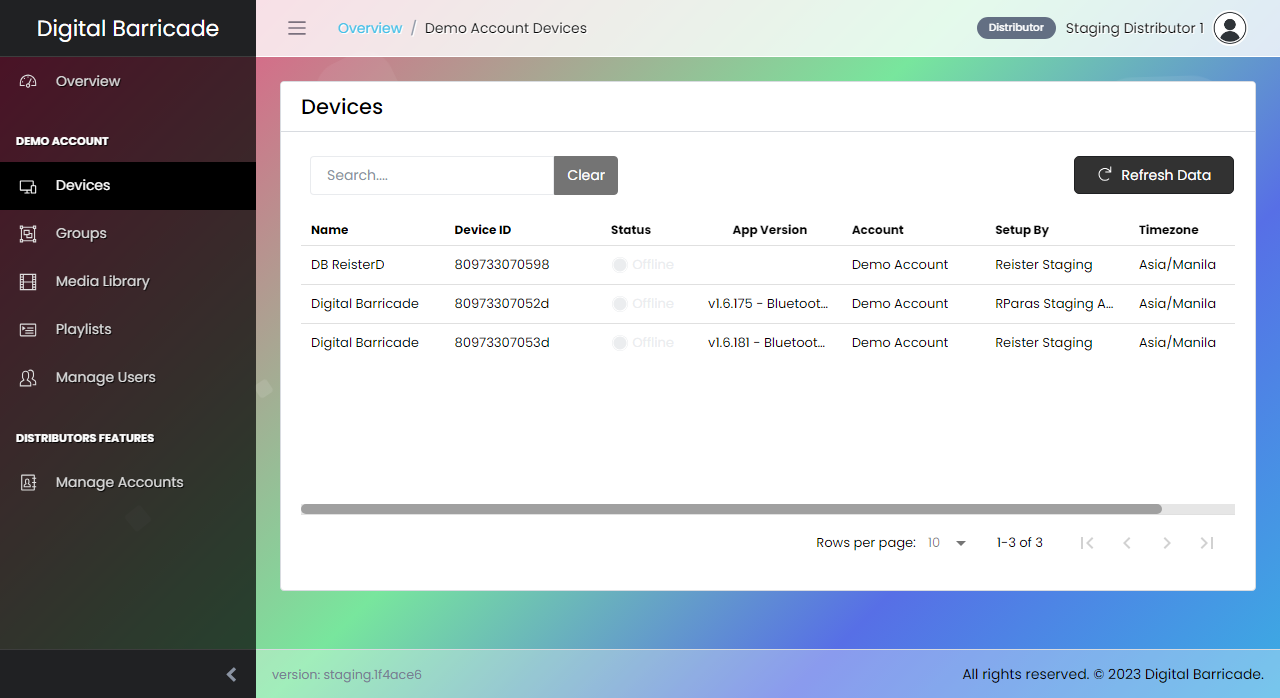 Digital Barricade
Overview / Demo Account Devices
Distributor
Staging Distributor 1
Overview
DEMO ACCOUNT
Devices
Groups
Media Library
Playlists
Manage Users
DISTRIBUTORS FEATURES
Manage Accounts
Devices
Search....
Clear
Refresh Data
Name Device ID Status App Version Account Setup By Timezone
DB ReisterD 809733070598 Offline Demo Account Reister Staging Asia/Manila
Digital Barricade 80973307052d Offline v1.6.175 - Bluetoot... Demo Account RParas Staging A... Asia/Manila
Digital Barricade 80973307053d Offline v1.6.181 - Bluetoot... Demo Account Reister Staging Asia/Manila
Rows per page: 10 1-3 of 3
version: staging.1f4ace6
All rights reserved. © 2023 Digital Barricade.